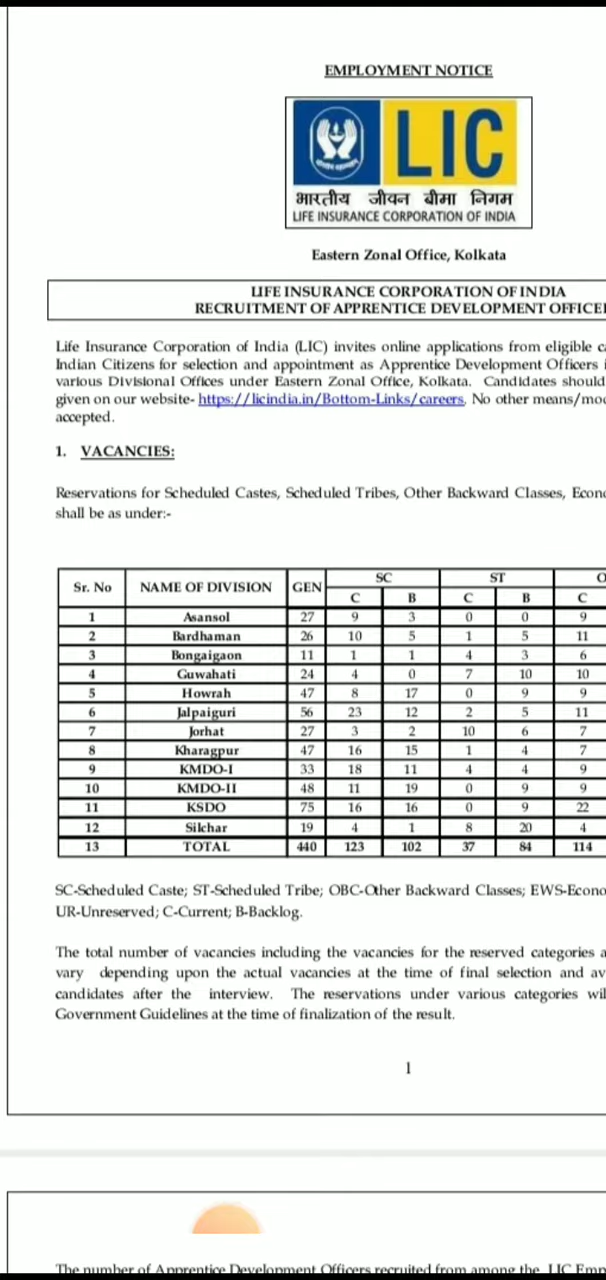 EMPLOYMENT NOTICE
LIC
भारतीय जीवन बीमा निगम
LIFE INSURANCE CORPORATION OF INDIA
Eastern Zonal Office, Kolkata
LIFE INSURANCE CORPORATION OF INDIA
RECRUITMENT OF APPRENTICE DEVELOPMENT OFFICE
Life Insurance Corporation of India (LIC) invites online applications from eligible
Indian Citizens for selection and appointment as Apprentice Development Officers
various Divisional Offices under Eastern Zonal Office, Kolkata. Candidates should
given on our website- https://licindia.in/Bottom-Links/careers. No other means/mo
accepted.
1. VACANCIES:
Reservations for Scheduled Castes, Scheduled Tribes, Other Backward Classes, Econo
shall be as under:-
Sr. No NAME OF DIVISION GEN SC ST O
C B C B C
1 Asansol 27 9 3 0 0 9
2 Bardhaman 26 10 5 1 5 11
3 Bongaigaon 11 1 1 4 3 6
4 Guwahati 24 4 0 7 10 10
5 Howrah 47 8 17 0 9 9
6 Jalpaiguri 56 23 12 2 5 11
7 Jorhat 27 3 2 10 6 7
8 Kharagpur 47 16 15 1 4 7
9 KMDO-I 33 18 11 4 4 9
10 KMDO-II 48 11 19 0 9 9
11 KSDO 75 16 16 0 9 22
12 Silchar 19 4 1 8 20 4
13 TOTAL 440 123 102 37 84 114
SC-Scheduled Caste; ST-Scheduled Tribe; OBC-Other Backward Classes; EWS-Econo
UR-Unreserved; C-Current; B-Backlog.
The total number of vacancies including the vacancies for the reserved categories a
vary depending upon the actual vacancies at the time of final selection and av
candidates after the interview. The reservations under various categories wil
Government Guidelines at the time of finalization of the result.
1
The number of Apprentice Development Officers recruited from among the LIC Emp